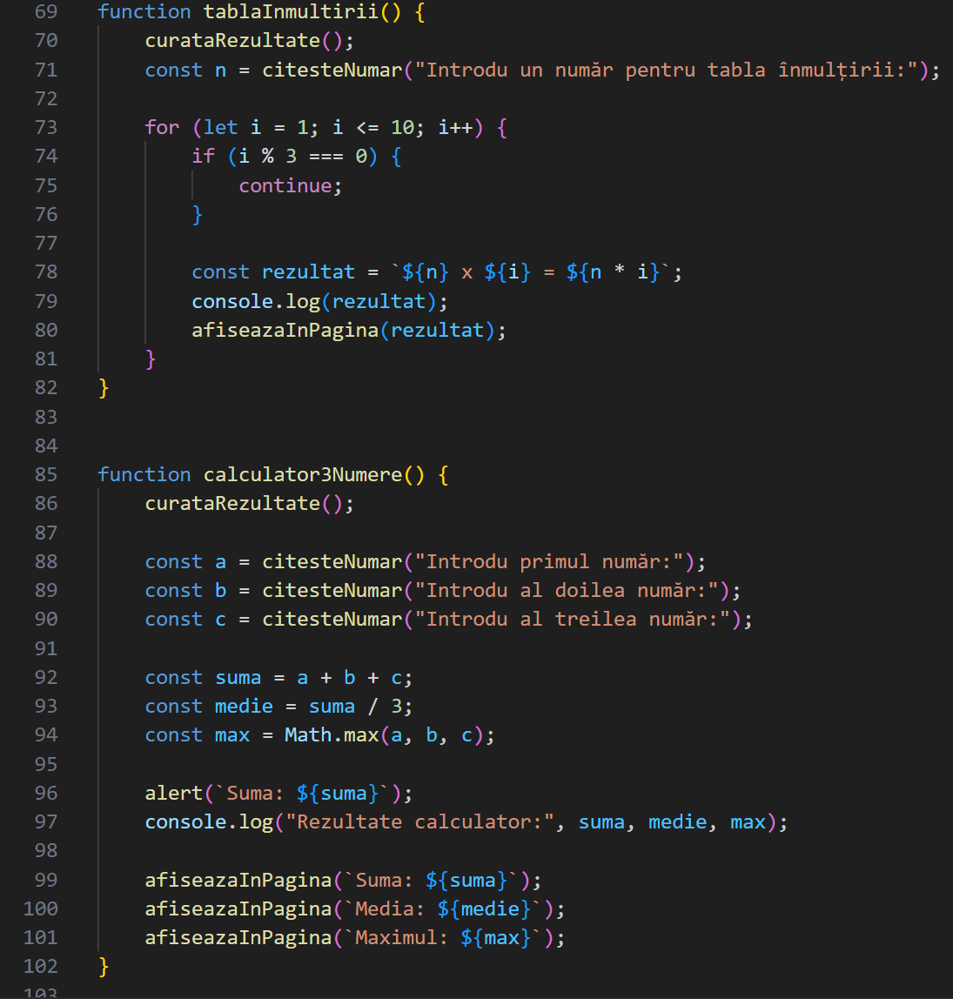 69 function tablaInmultirii() {
70     curataRezultate();
71     const n = citesteNumar("Introdu un număr pentru tabla înmulțirii:");
72
73     for (let i = 1; i <= 10; i++) {
74         if (i % 3 === 0) {
75             continue;
76         }
77
78         const rezultat = `${n} x ${i} = ${n * i}`;
79         console.log(rezultat);
80         afiseazaInPagina(rezultat);
81     }
82 }
83
84
85 function calculator3Numere() {
86     curataRezultate();
87
88     const a = citesteNumar("Introdu primul număr:");
89     const b = citesteNumar("Introdu al doilea număr:");
90     const c = citesteNumar("Introdu al treilea număr:");
91
92     const suma = a + b + c;
93     const medie = suma / 3;
94     const max = Math.max(a, b, c);
95
96     alert(`Suma: ${suma}`);
97     console.log("Rezultate calculator:", suma, medie, max);
98
99     afiseazaInPagina(`Suma: ${suma}`);
100     afiseazaInPagina(`Media: ${medie}`);
101     afiseazaInPagina(`Maximul: ${max}`);
102 }
103